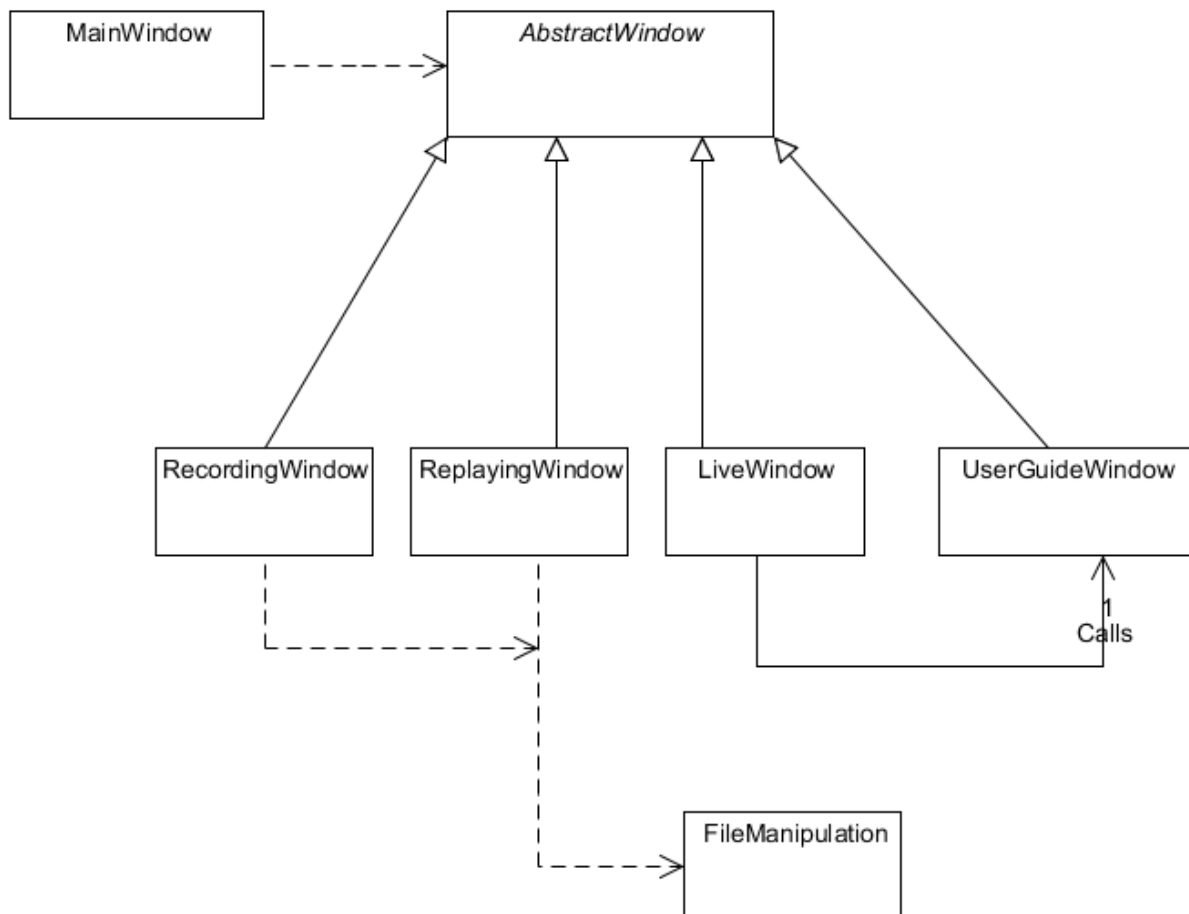 MainWindow
AbstractWindow
RecordingWindow
ReplayingWindow
LiveWindow
UserGuideWindow
1
Calls
FileManipulation